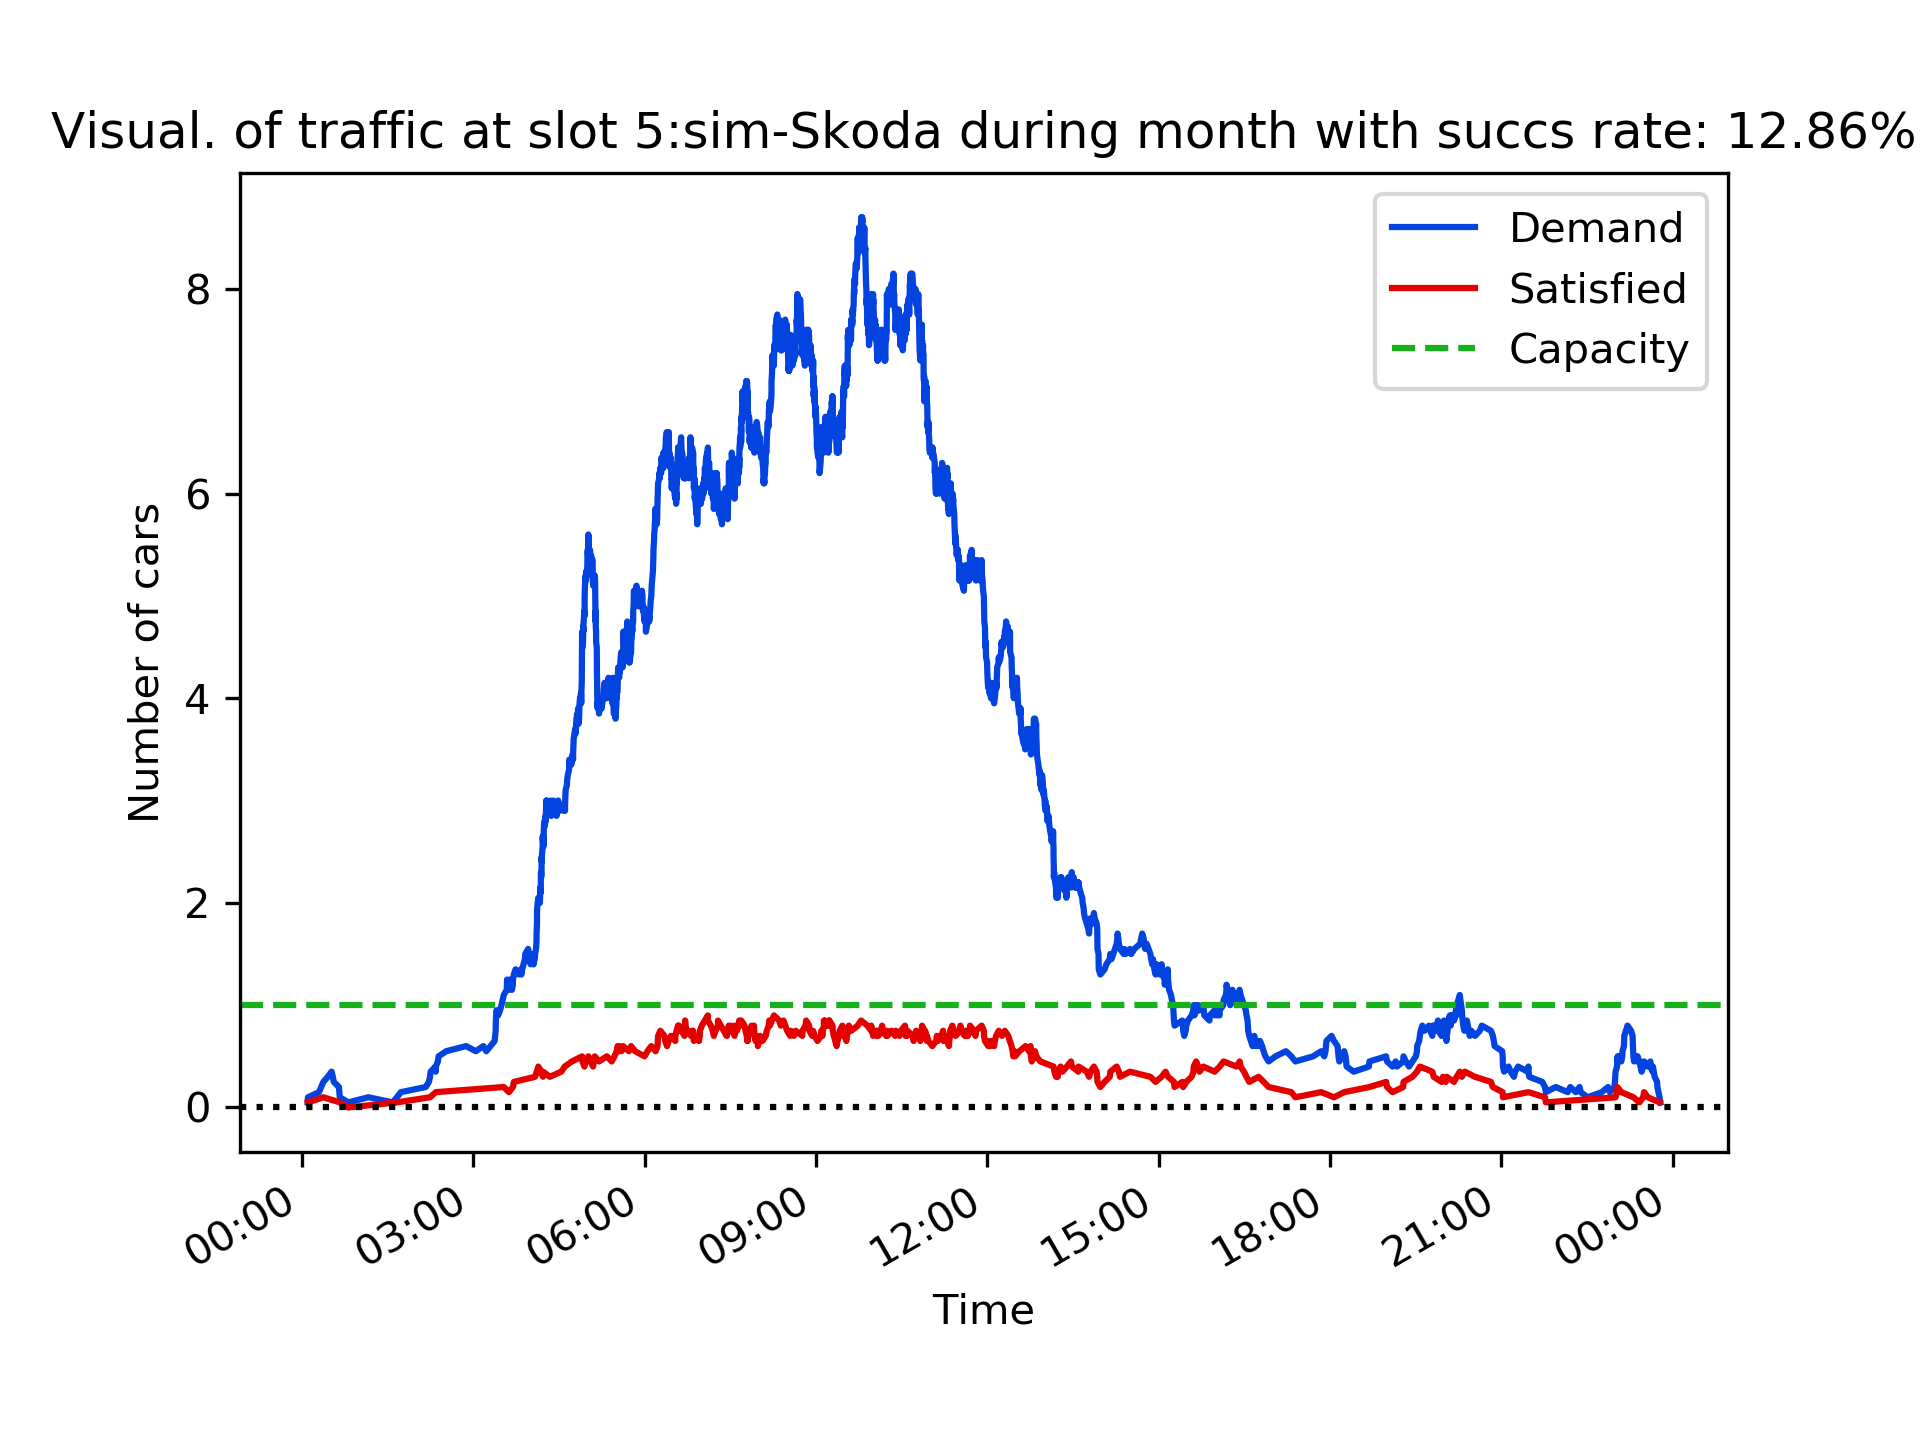 Visual. of traffic at slot 5:sim-Skoda during month with succs rate: 12.86%
Demand
Satisfied
Capacity
8
6
4
2
0
Number of cars
00:00
03:00
06:00
09:00
12:00
15:00
18:00
21:00
00:00
Time